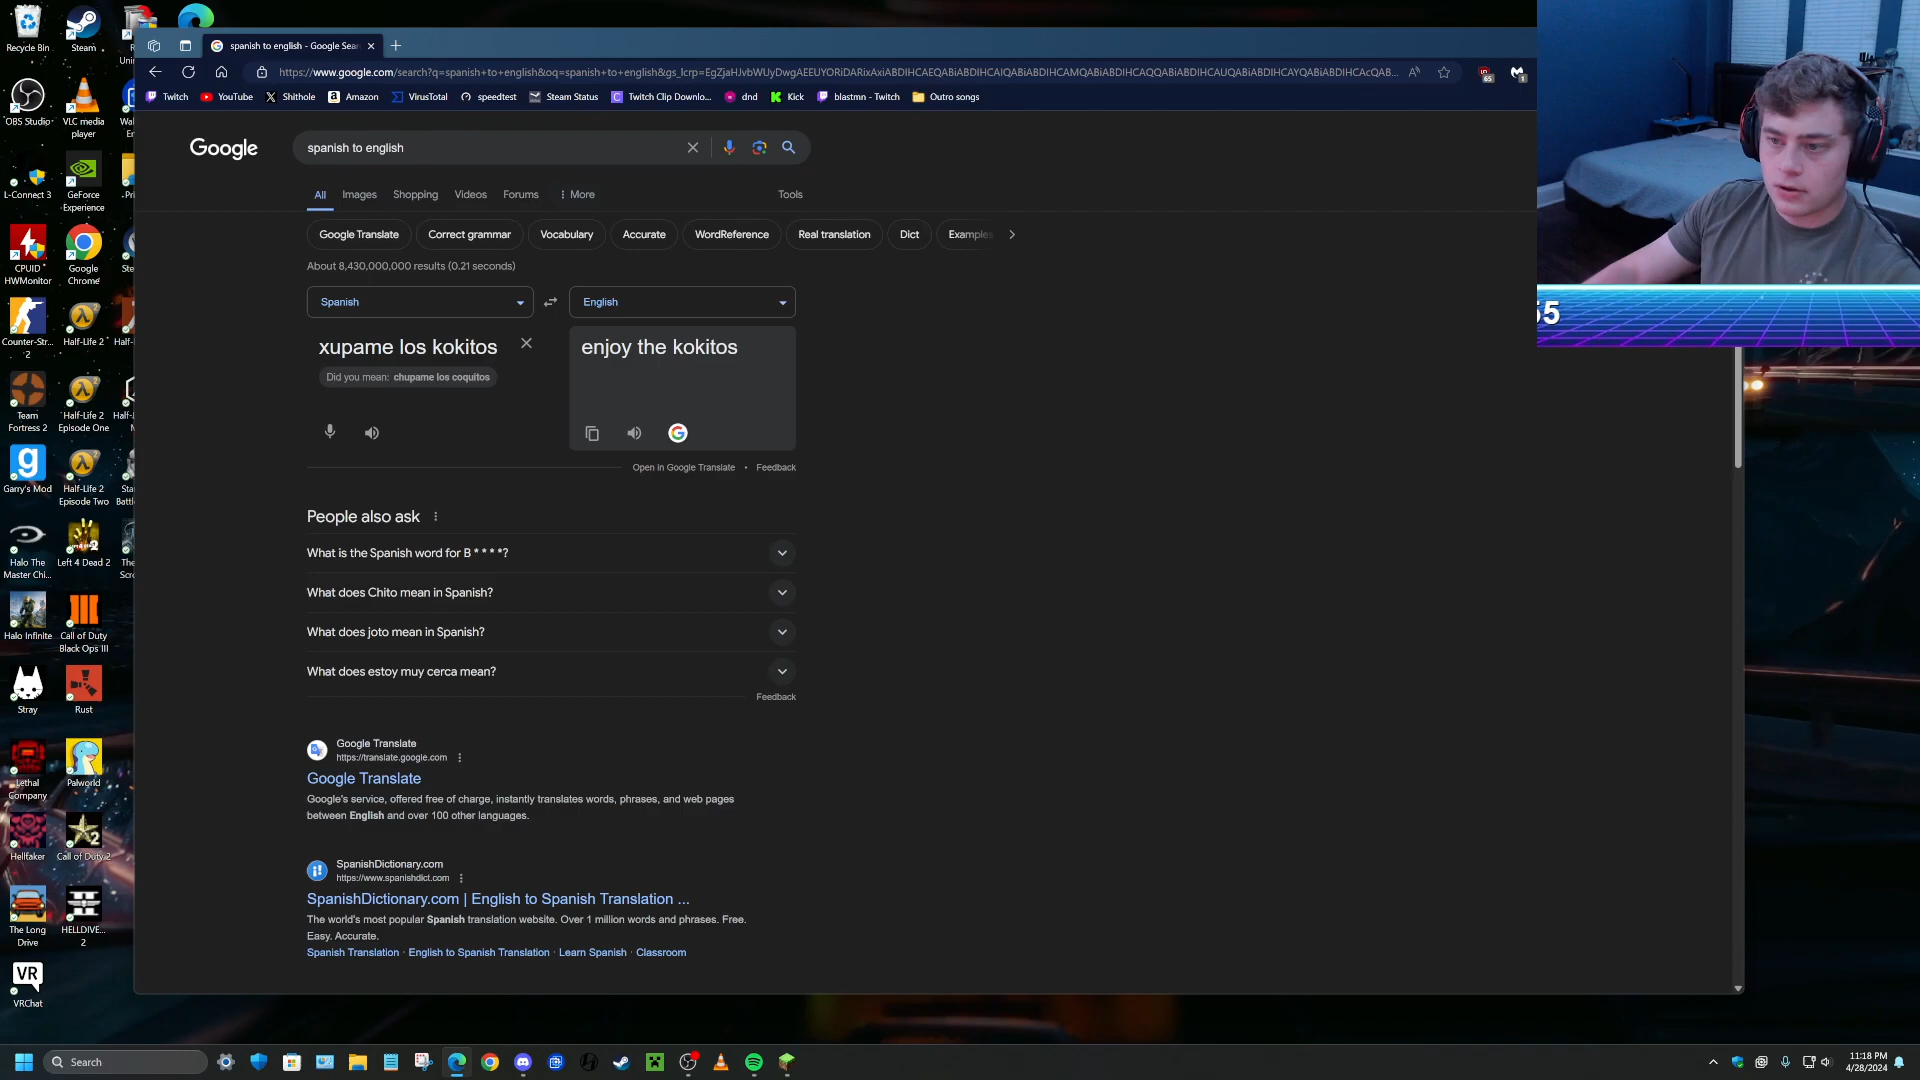 Recycle Bin
Steam
OBS Studio
VLC media player
L-Connect 3
GeForce Experience
CPUID HWMonitor
Google Chrome
Counter-Str... 2
Half-Life 2
Team Fortress 2
Half-Life 2 Episode One
Garry's Mod
Half-Life 2 Episode Two
Halo The Master Chi...
Left 4 Dead 2
Halo Infinite
Call of Duty Black Ops III
Stray
Rust
Lethal Company
Palworld
Helltaker
Call of Duty 2
The Long Drive
HELLDIVE... 2
VR
VRChat
spanish to english - Google Sear
https://www.google.com/search?q=spanish+to+english&oq=spanish+to+english&gs_lcrp=EgZjaHJvbWUyDwgAEEUYORiDARixAxiABDIHCAEQABiABDIHCAIQABiABDIHCAMQABiABDIHCAQQABiABDIHCAUQABiABDIHCAYQABiABDIHCAcQAB...
Twitch YouTube Shithole Amazon VirusTotal speedtest Steam Status Twitch Clip Downlo... dnd Kick blastmn - Twitch Outro songs
Google
spanish to english
All Images Shopping Videos Forums More Tools
Google Translate Correct grammar Vocabulary Accurate WordReference Real translation Dict Examples
About 8,430,000,000 results (0.21 seconds)
Spanish English
xupame los kokitos
enjoy the kokitos
Did you mean: chupame los coquitos
Open in Google Translate • Feedback
People also ask
What is the Spanish word for B * * * *?
What does Chito mean in Spanish?
What does joto mean in Spanish?
What does estoy muy cerca mean?
Feedback
Google Translate
https://translate.google.com
Google Translate
Google's service, offered free of charge, instantly translates words, phrases, and web pages
between English and over 100 other languages.
SpanishDictionary.com
https://www.spanishdict.com
SpanishDictionary.com | English to Spanish Translation ...
The world's most popular Spanish translation website. Over 1 million words and phrases. Free.
Easy. Accurate.
Spanish Translation · English to Spanish Translation · Learn Spanish · Classroom
Search
11:18 PM
4/28/2024